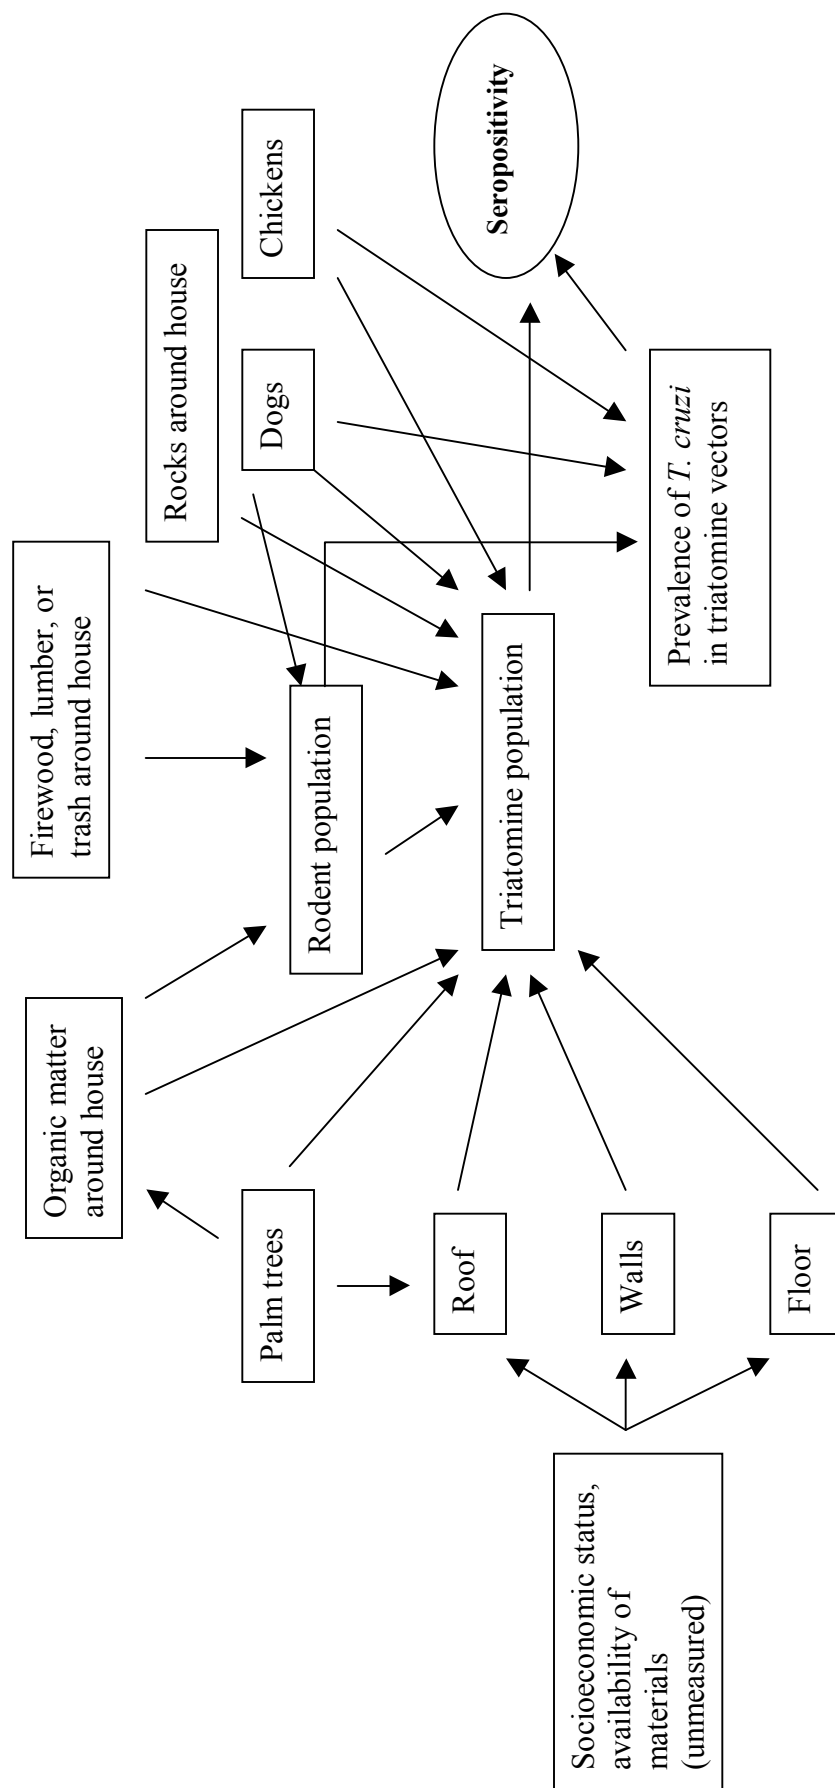 Firewood, lumber, or
trash around house
Organic matter
around house
Rocks around house
Palm trees
Dogs
Chickens
Rodent population
Roof
Triatomine population
Seropositivity
Walls
Socioeconomic status,
availability of
materials
(unmeasured)
Floor
Prevalence of T. cruzi
in triatomine vectors